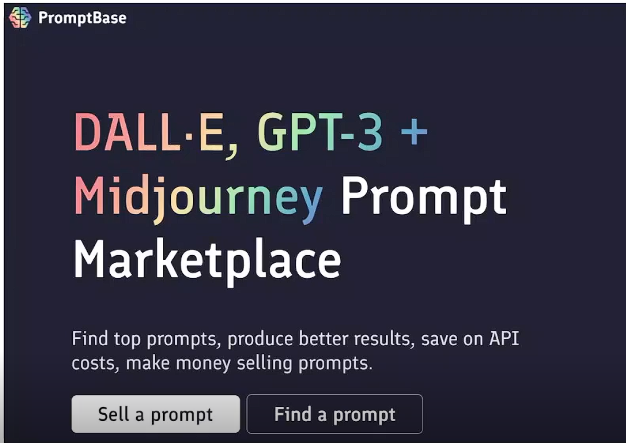 PromptBase
DALL·E, GPT-3 +
Midjourney Prompt
Marketplace
Find top prompts, produce better results, save on API
costs, make money selling prompts.
Sell a prompt
Find a prompt